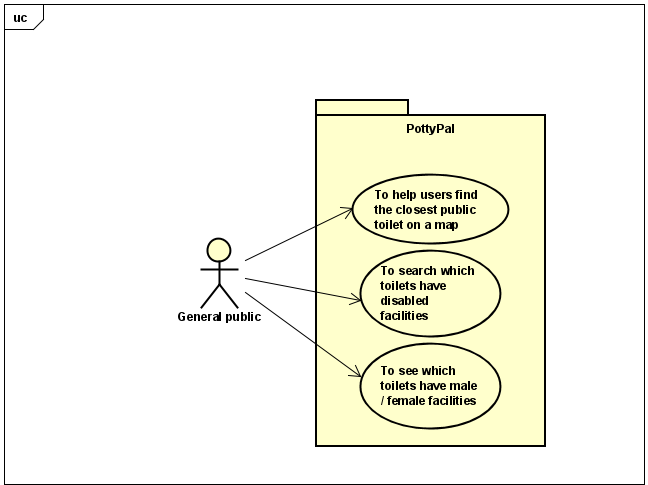 uc
PottyPal
To help users find
the closest public
toilet on a map
To search which
toilets have
disabled
facilities
General public
To see which
toilets have male
/ female facilities